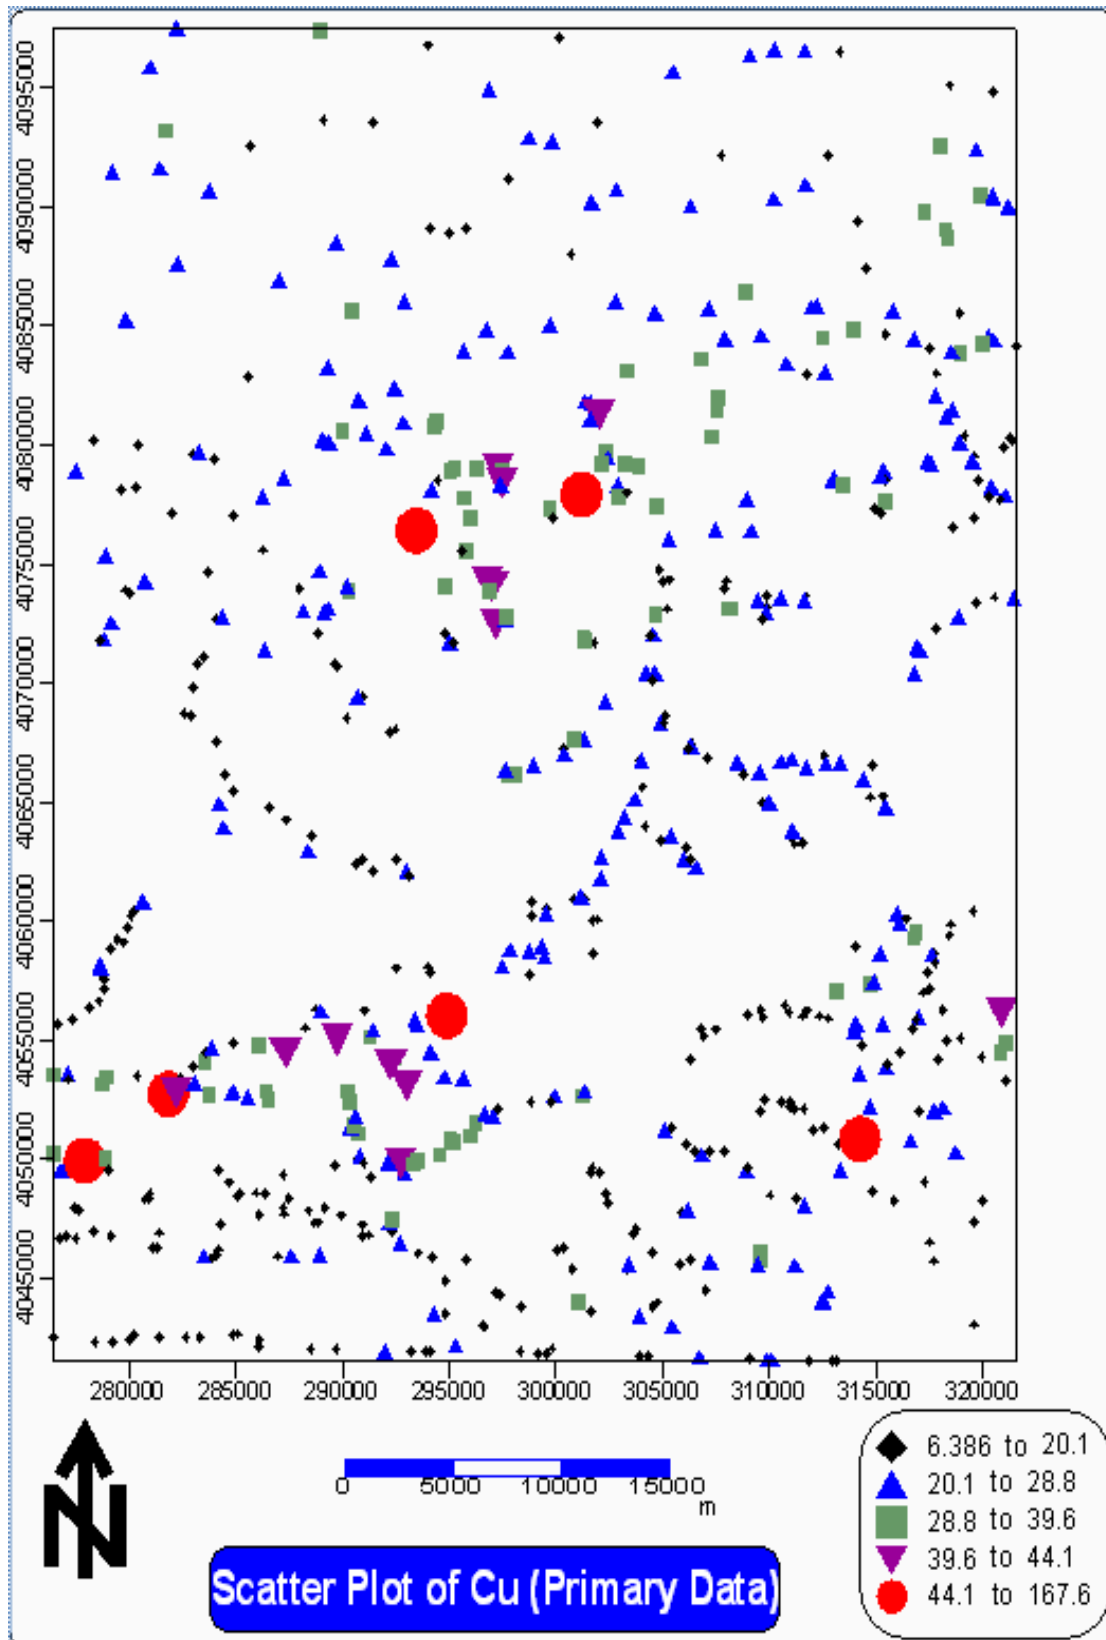 4095000
4090000
4085000
4080000
4075000
4070000
4065000
4060000
4055000
4050000
4045000
280000 285000 290000 295000 300000 305000 310000 315000 320000
N
0 50000 100000 15000
m
6.386 to 20.1
20.1 to 28.8
28.8 to 39.6
39.6 to 44.1
44.1 to 167.6
Scatter Plot of Cu (Primary Data)